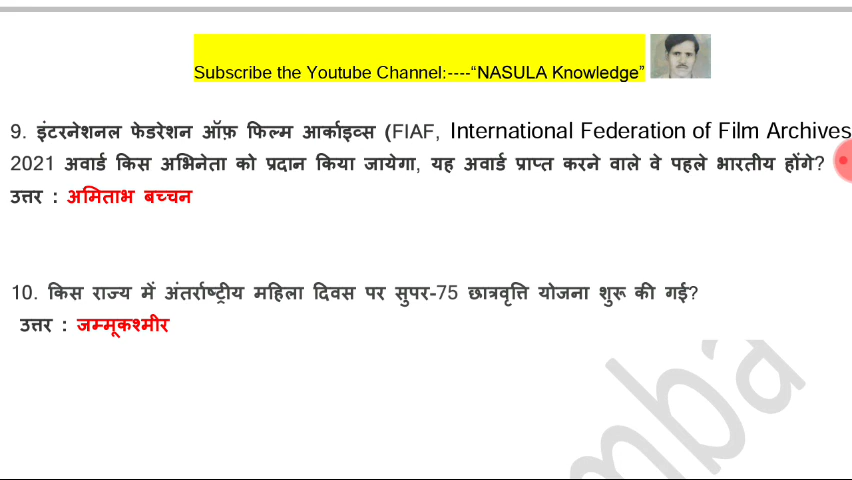 Subscribe the Youtube Channel:----“NASULA Knowledge”
9. इंटरनेशनल फेडरेशन ऑफ़ फिल्म आर्काइव्स (FIAF, International Federation of Film Archives
2021 अवार्ड किस अभिनेता को प्रदान किया जायेगा, यह अवार्ड प्राप्त करने वाले वे पहले भारतीय होंगे?
उत्तर : अमिताभ बच्चन
10. किस राज्य में अंतर्राष्ट्रीय महिला दिवस पर सुपर-75 छात्रवृत्ति योजना शुरू की गई?
उत्तर : जम्मूकश्मीर